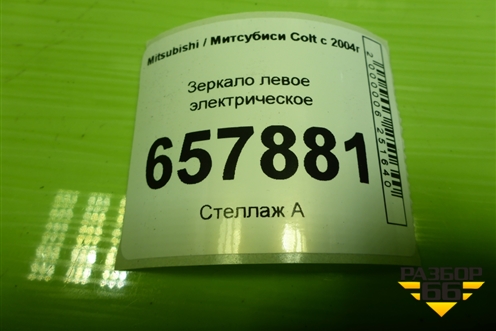 Mitsubishi / Митсубиси Colt с 2004г
Зеркало левое
электрическое
657881
Стеллаж А
2000006251640
РАЗБОР
66